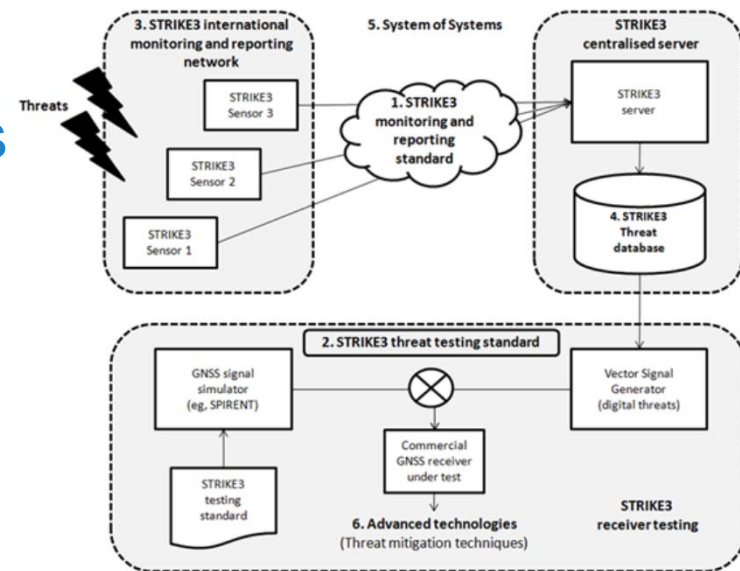 3. STRIKE3 international
monitoring and reporting
network
5. System of Systems
STRIKE3
centralised server
Threats
s
STRIKE3
Sensor 3
STRIKE3
Sensor 2
STRIKE3
Sensor 1
1. STRIKE3
monitoring and
reporting
standard
STRIKE3
server
4. STRIKE3
Threat
database
2. STRIKE3 threat testing standard
GNSS signal
simulator
(eg, SPIRENT)
Vector Signal
Generator
(digital threats)
Commercial
GNSS receiver
under test
STRIKE3
testing
standard
6. Advanced technologies
(Threat mitigation techniques)
STRIKE3
receiver testing